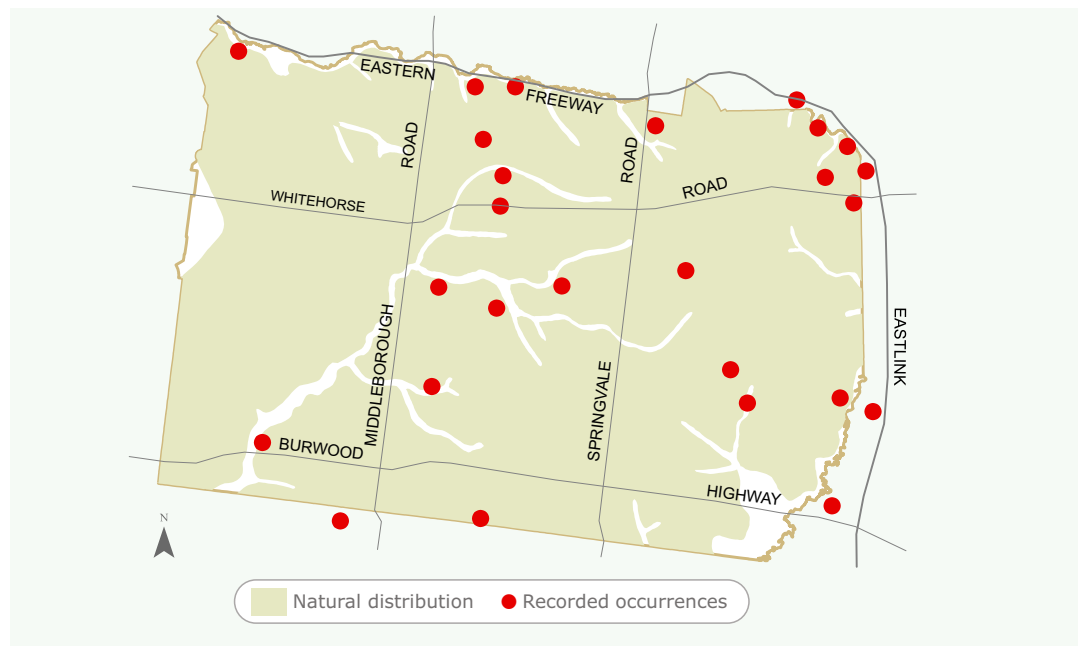 EASTERN
FREEWAY
ROAD
ROAD
WHITEHORSE
ROAD
MIDDLEBOROUGH
SPRINGVALE
EASTLINK
BURWOOD
HIGHWAY
N
Natural distribution
Recorded occurrences